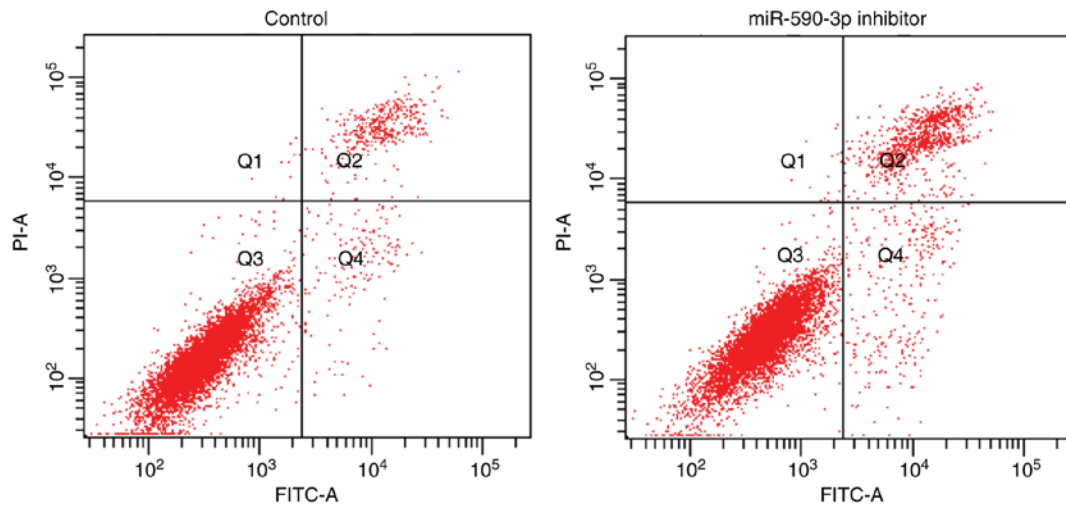 Control
10⁵
10⁴
10³
10²
PI-A
Q1
Q2
Q3
Q4
10²
10³
10⁴
10⁵
FITC-A
miR-590-3p inhibitor
10⁵
10⁴
10³
10²
PI-A
Q1
Q2
Q3
Q4
10²
10³
10⁴
10⁵
FITC-A